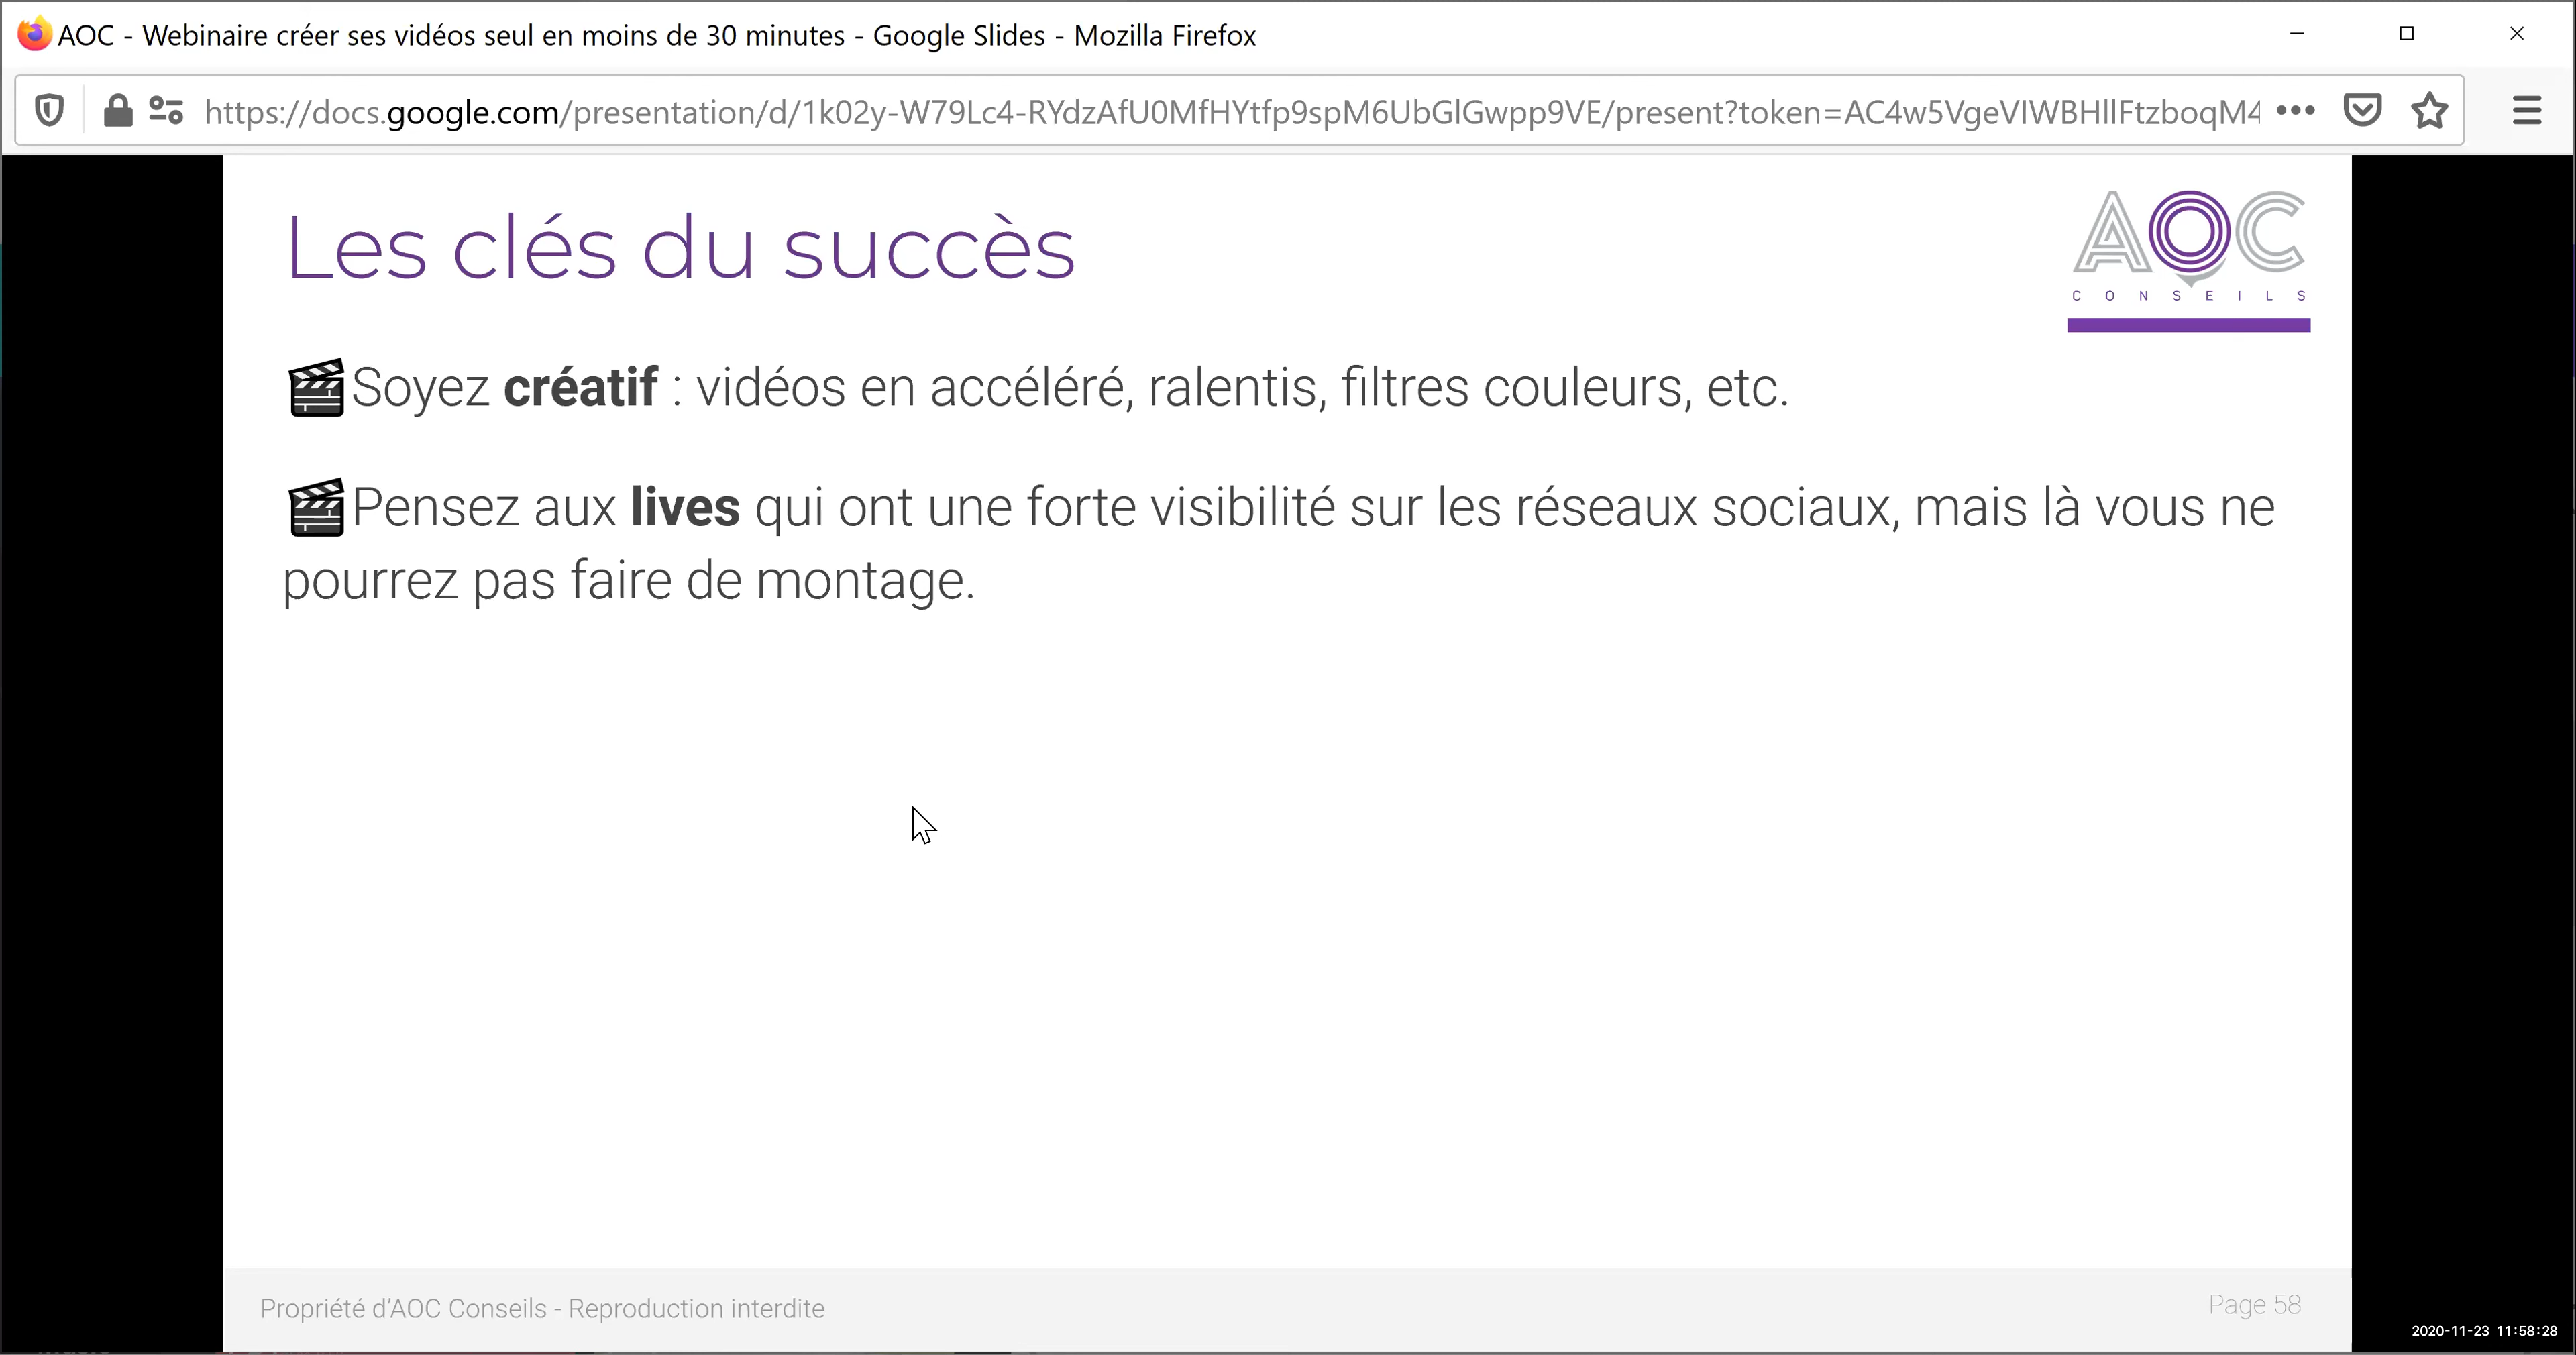 AOC - Webinaire créer ses vidéos seul en moins de 30 minutes - Google Slides - Mozilla Firefox
https://docs.google.com/presentation/d/1k02y-W79Lc4-RYdzAfU0MfHYtfp9spM6UbGlGwpp9VE/present?token=AC4w5VgeVIWBHllFtzboqM4
Les clés du succès
AOC
CONSEILS
Soyez créatif : vidéos en accéléré, ralentis, filtres couleurs, etc.
Pensez aux lives qui ont une forte visibilité sur les réseaux sociaux, mais là vous ne
pourrez pas faire de montage.
Propriété d'AOC Conseils - Reproduction interdite
Page 58
2020-11-23 11:58:28